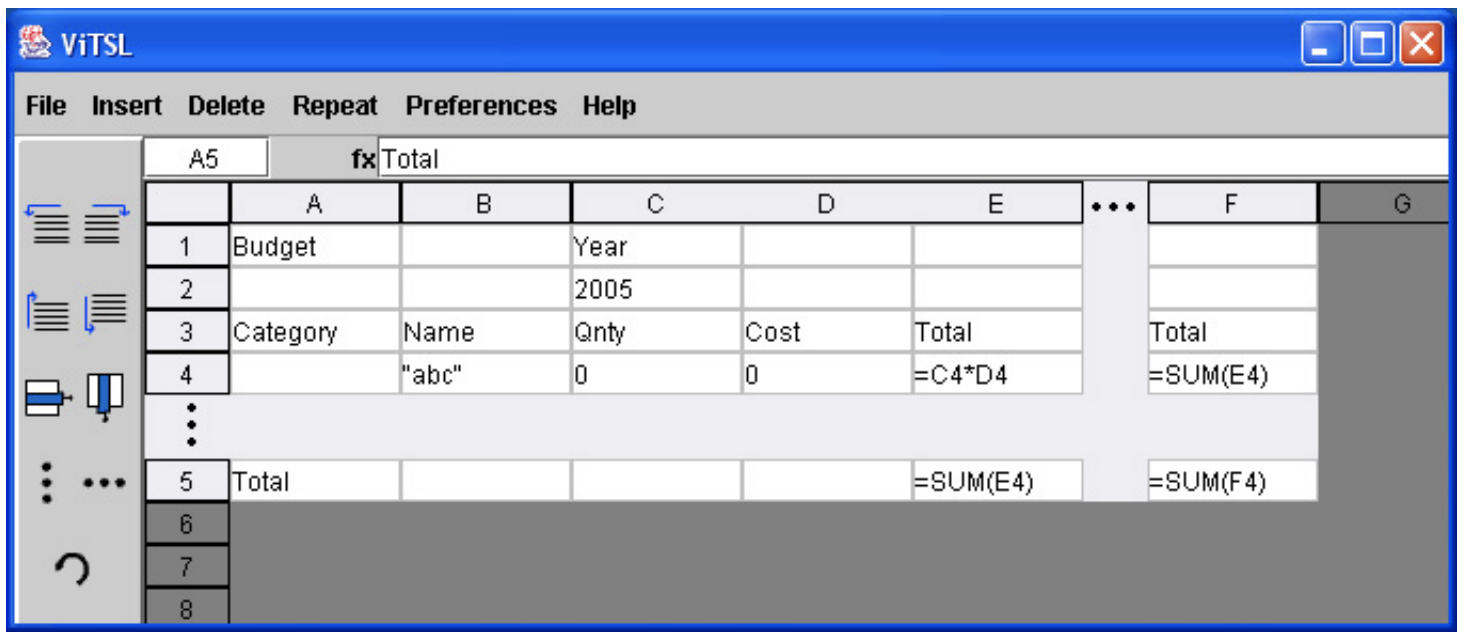 ViTSL
File Insert Delete Repeat Preferences Help
A5 fx Total
A B C D E ••• F G
1 Budget Year
2 2005
3 Category Name Qnty Cost Total Total
4 "abc" 0 0 =C4*D4 =SUM(E4)
5 Total =SUM(E4) =SUM(F4)
6
7
8